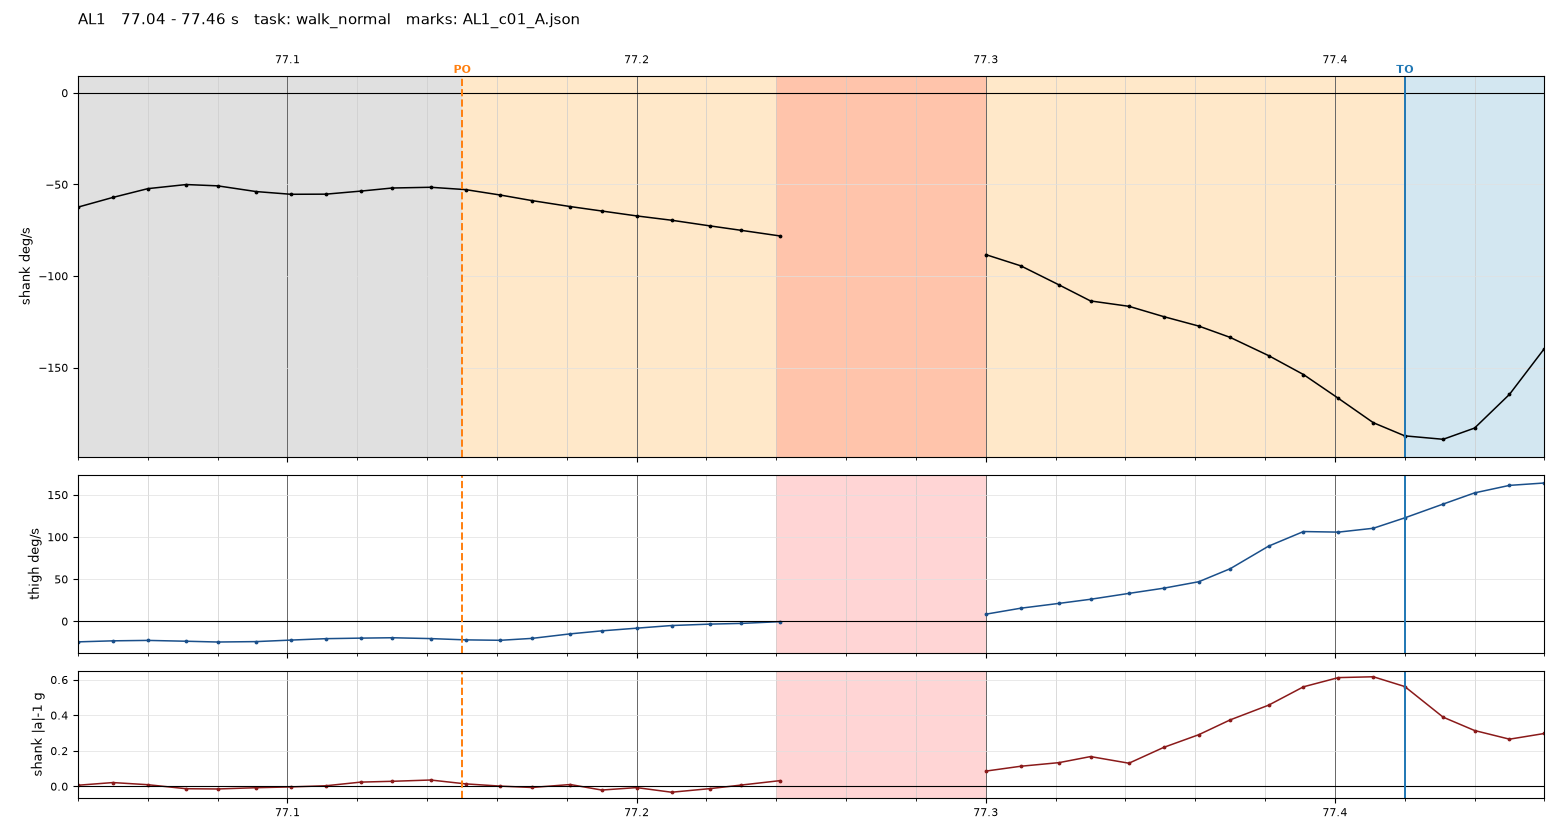 AL1   77.04 - 77.46 s   task: walk_normal   marks: AL1_c01_A.json
77.1 77.2 77.3 77.4
PO TO
0
−50
−100
−150
shank deg/s
150
100
50
0
thigh deg/s
0.6
0.4
0.2
0.0
shank |a|-1 g
77.1 77.2 77.3 77.4